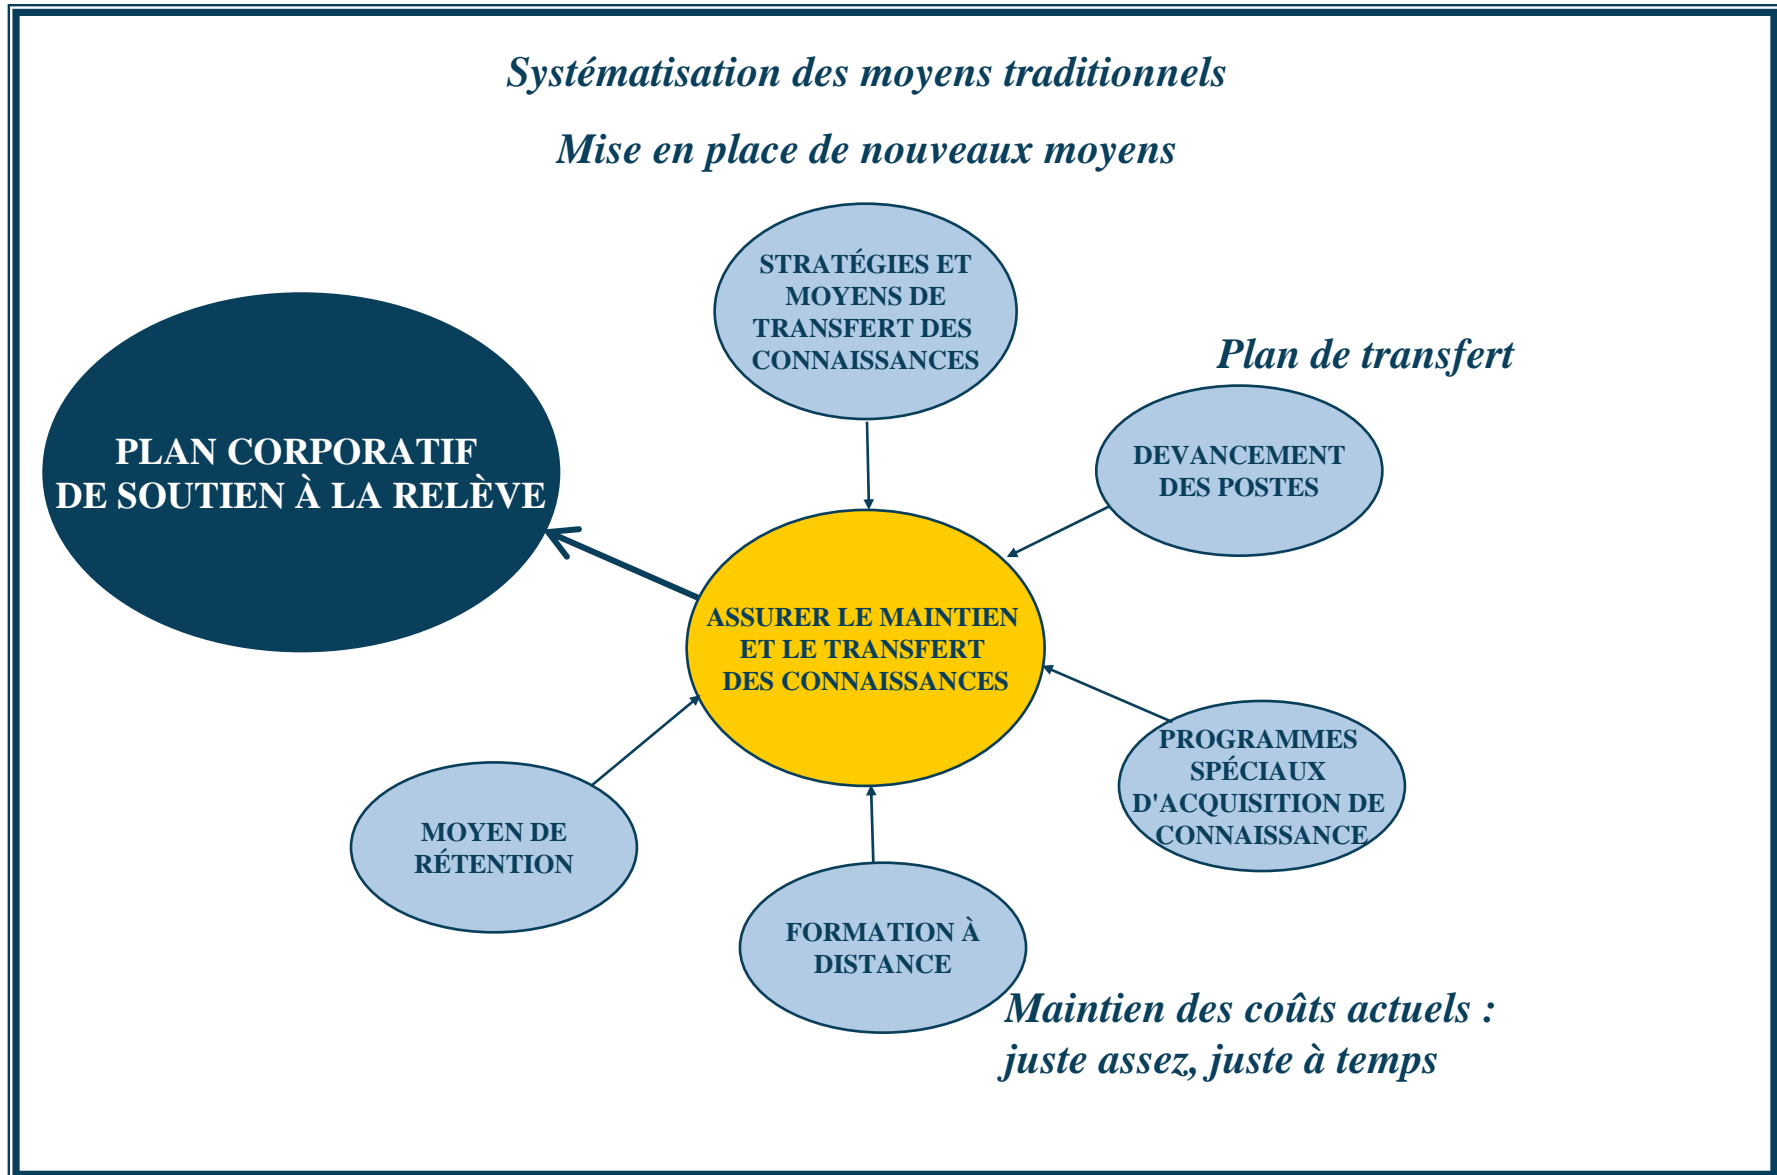 Systématisation des moyens traditionnels
Mise en place de nouveaux moyens
STRATÉGIES ET
MOYENS DE
TRANSFERT DES
CONNAISSANCES
Plan de transfert
PLAN CORPORATIF
DE SOUTIEN À LA RELÈVE
DEVANCEMENT
DES POSTES
ASSURER LE MAINTIEN
ET LE TRANSFERT
DES CONNAISSANCES
PROGRAMMES
SPÉCIAUX
D'ACQUISITION DE
CONNAISSANCE
MOYEN DE
RÉTENTION
FORMATION À
DISTANCE
Maintien des coûts actuels :
juste assez, juste à temps